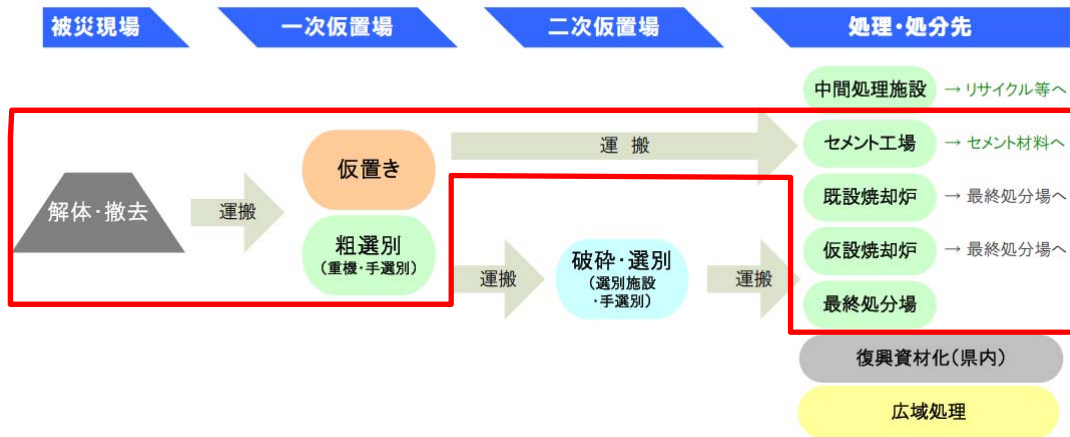 被災現場
一次仮置場
二次仮置場
処理・処分先
中間処理施設 → リサイクル等へ
解体・撤去
運搬
仮置き
粗選別
(重機・手選別)
運 搬
運搬
破砕・選別
(選別施設
・手選別)
運搬
セメント工場 → セメント材料へ
既設焼却炉 → 最終処分場へ
仮設焼却炉 → 最終処分場へ
最終処分場
復興資材化(県内)
広域処理